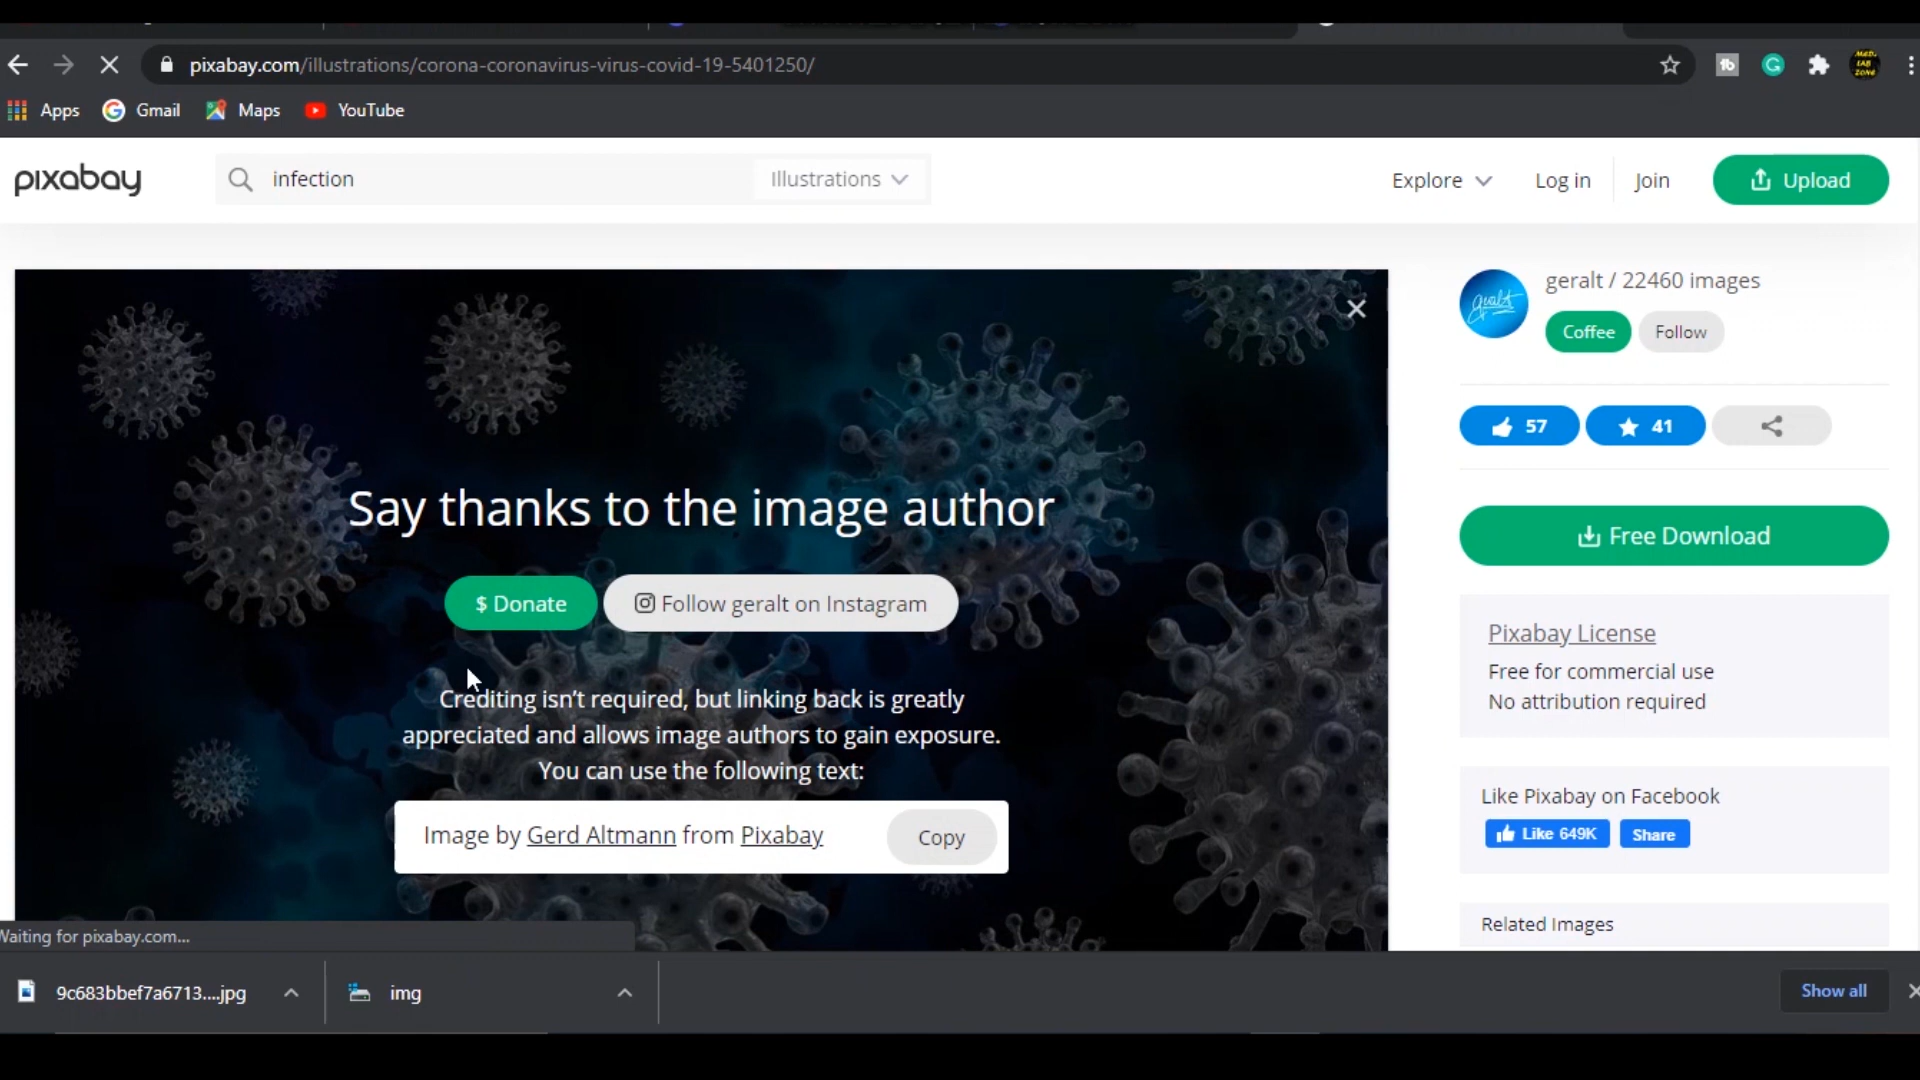 pixabay.com/illustrations/corona-coronavirus-virus-covid-19-5401250/
Apps Gmail Maps YouTube
pixabay infection Illustrations Explore Log in Join Upload
geralt / 22460 images
Coffee Follow
57 41
Say thanks to the image author
Free Download
$ Donate Follow geralt on Instagram
Pixabay License
Free for commercial use
No attribution required
Crediting isn't required, but linking back is greatly
appreciated and allows image authors to gain exposure.
You can use the following text:
Image by Gerd Altmann from Pixabay Copy
Like Pixabay on Facebook
Like 649K Share
Related Images
Waiting for pixabay.com...
9c683bbef7a6713....jpg img Show all